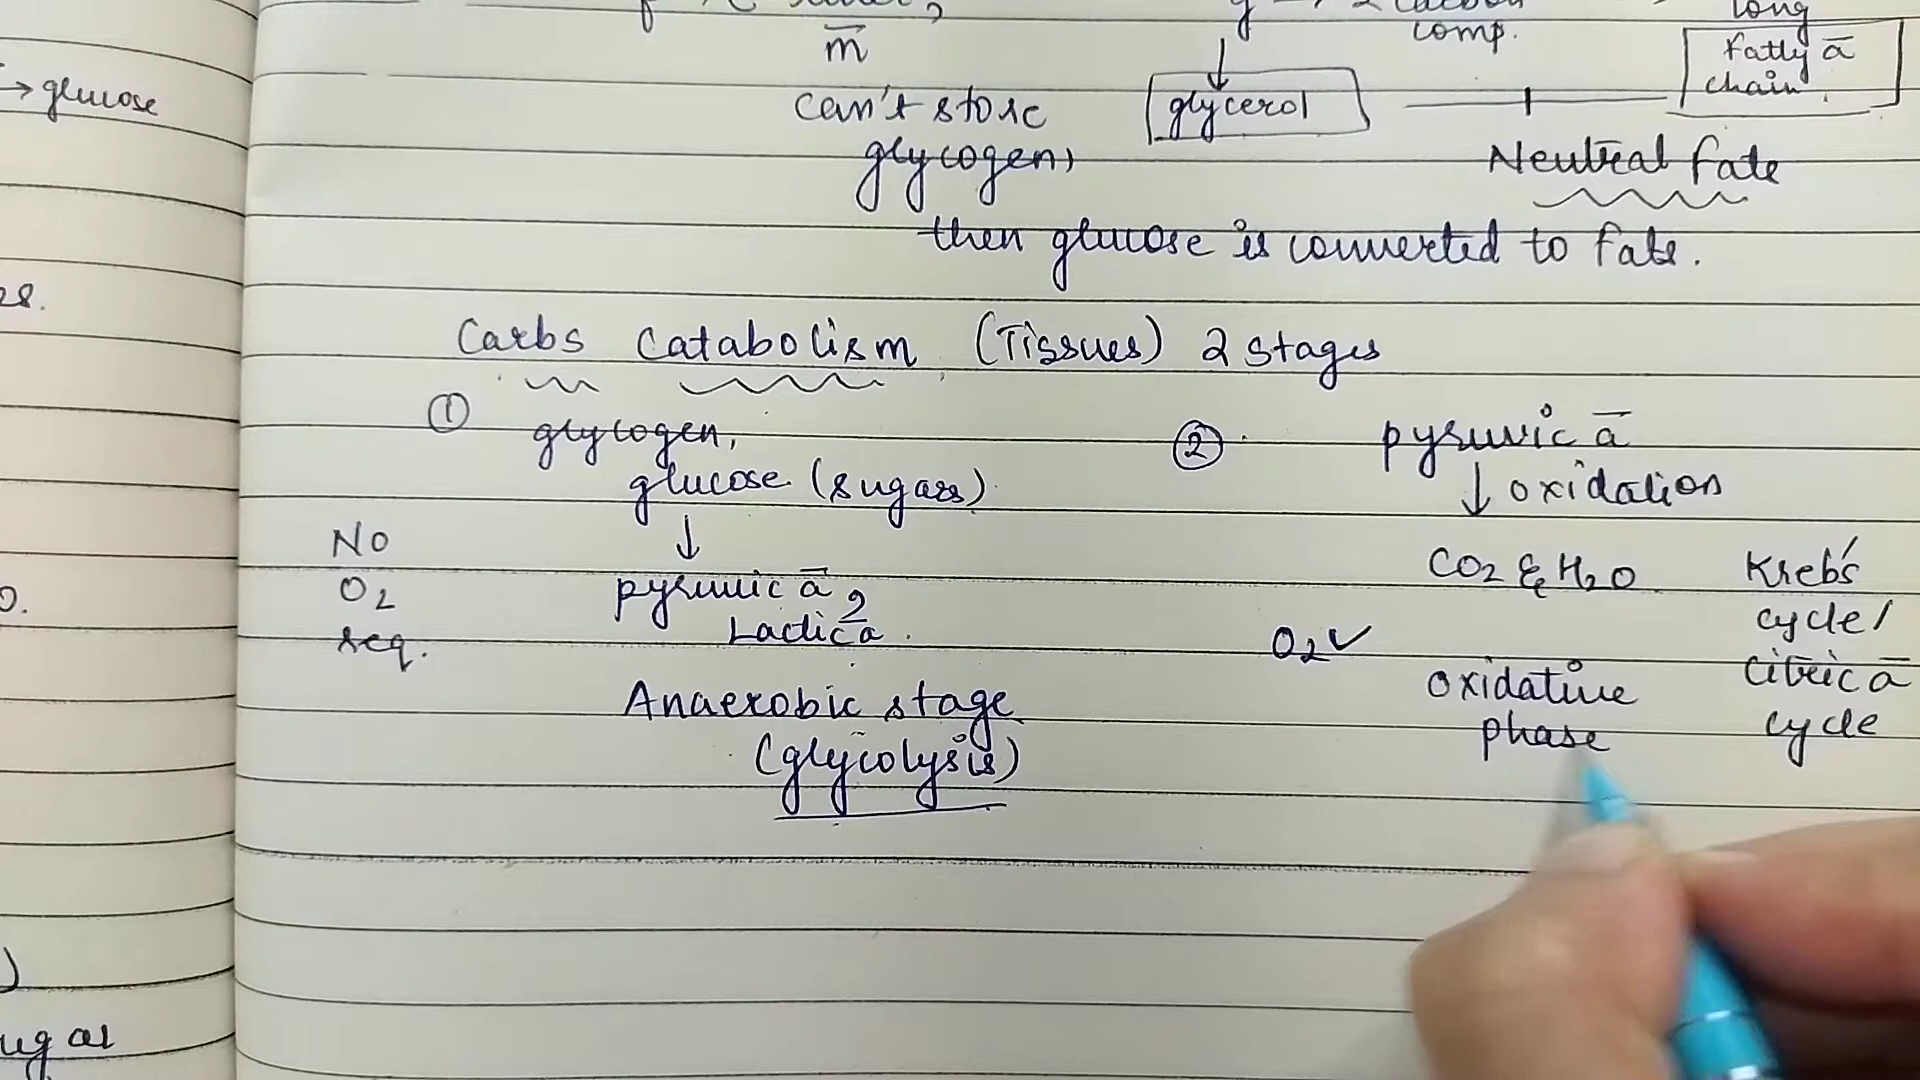 → glucose
m̄
comp.
long
Fatty ā
chain.
can't store
glycerol
glycogen,
Neutral fats
then glucose is converted to fats.
Carbs Catabolism (Tissues) 2 stages
①
glycogen,
glucose (sugars)
↓
No
O2
req.
pyruvic ā,
Lactic ā.
Anaerobic stage
(glycolysis)
②
pyruvic ā
↓ oxidation
CO2 & H2O
O2 ✓
oxidative
phase
Kreb's
cycle/
citric ā
cycle